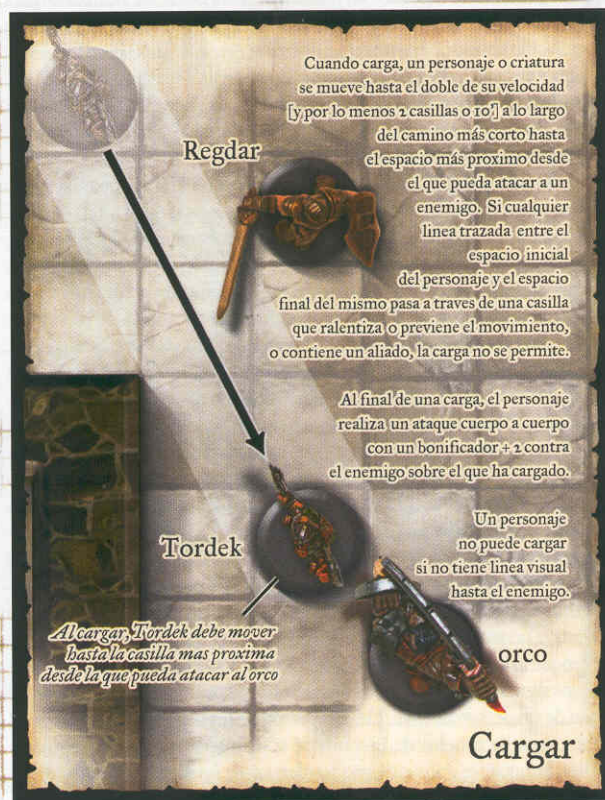 Cuando carga, un personaje o criatura
se mueve hasta el doble de su velocidad
[y por lo menos 2 casillas o 10'] a lo largo
del camino más corto hasta
el espacio más proximo desde
el que pueda atacar a un
enemigo. Si cualquier
linea trazada entre el
espacio inicial
del personaje y el espacio
final del mismo pasa a traves de una casilla
que ralentiza o previene el movimiento,
o contiene un aliado, la carga no se permite.
Regdar
Al final de una carga, el personaje
realiza un ataque cuerpo a cuerpo
con un bonificador + 2 contra
el enemigo sobre el que ha cargado.
Un personaje
no puede cargar
si no tiene linea visual
hasta el enemigo.
Tordek
Al cargar, Tordek debe mover
hasta la casilla mas proxima
desde la que pueda atacar al orco
orco
Cargar